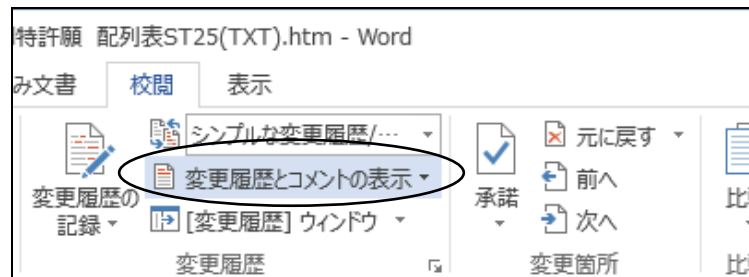 特許願 配列表ST25(TXT).htm - Word
み文書 校閲 表示
シンプルな変更履歴/… 元に戻す
変更履歴とコメントの表示 前へ
変更履歴の 承諾
記録 [変更履歴] ウィンドウ 次へ
変更履歴 変更箇所